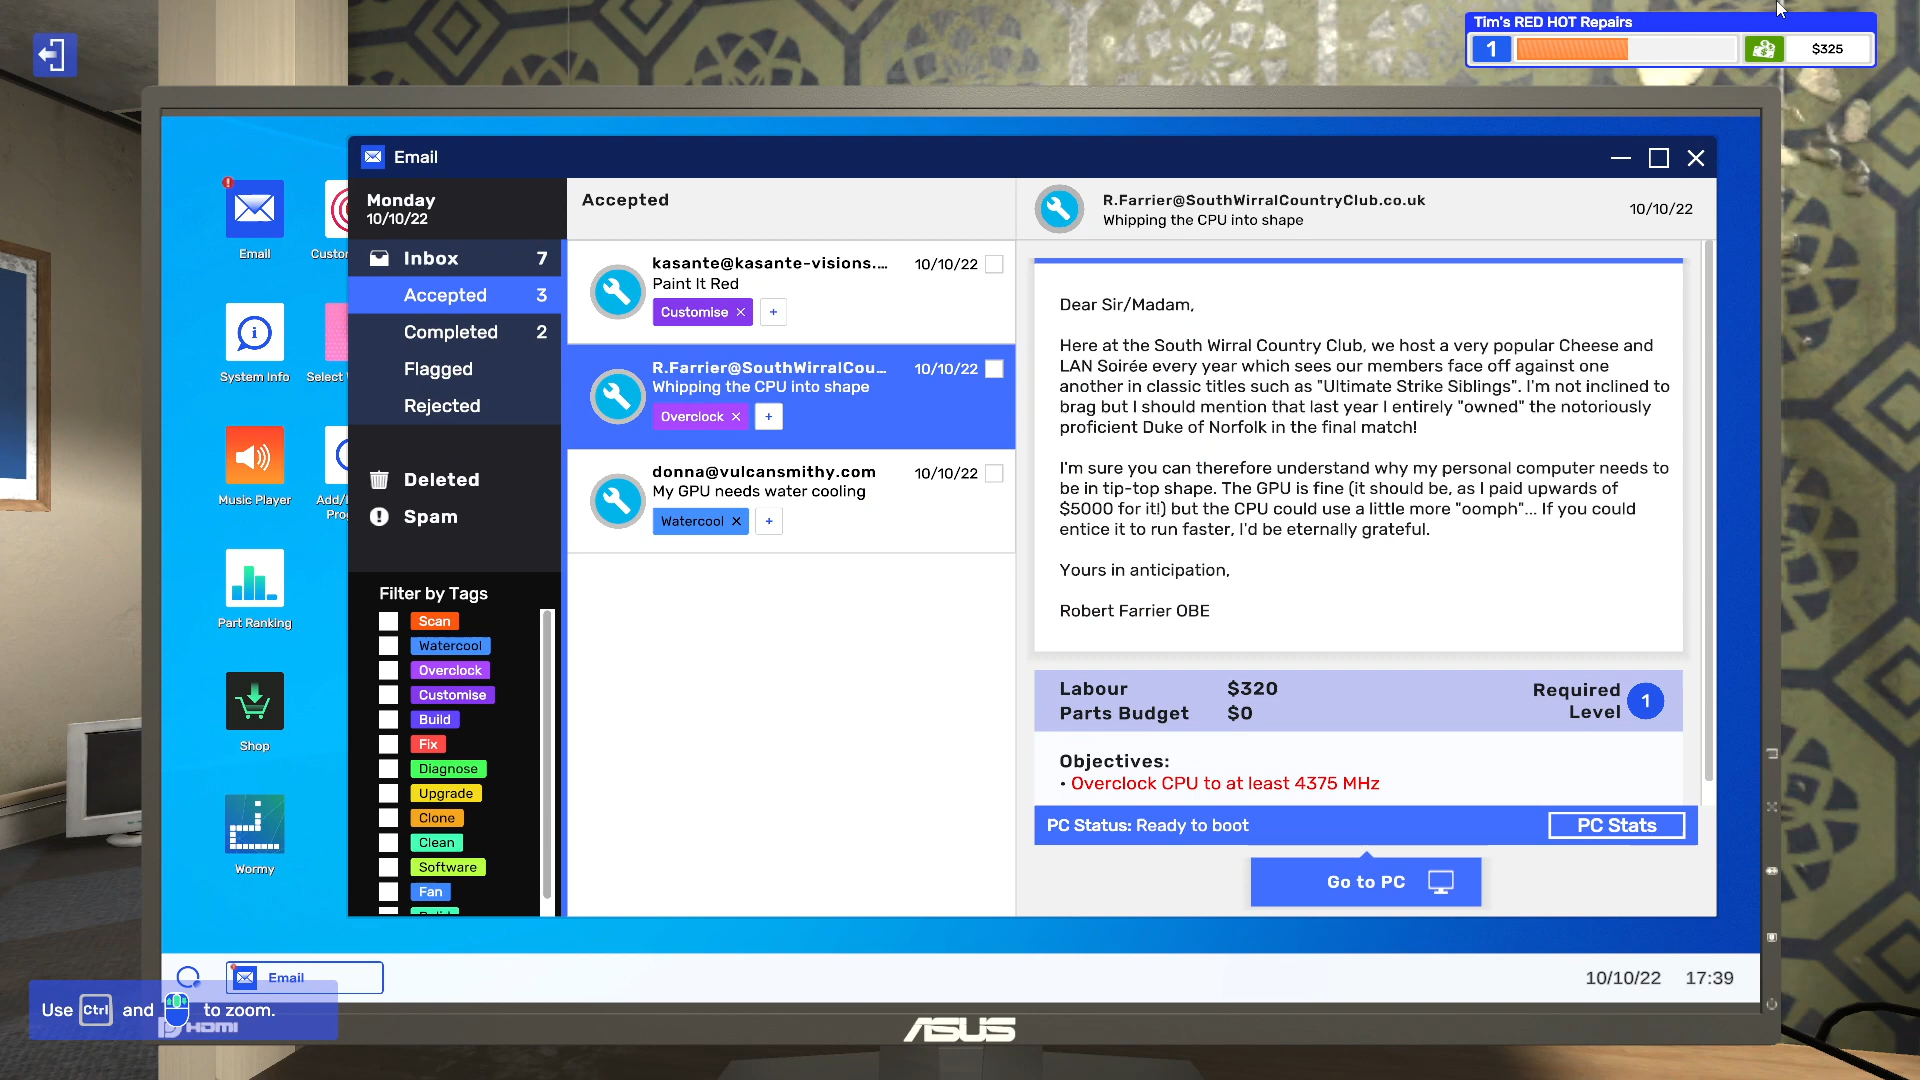 Tim's RED HOT Repairs
1
$325
Email
Monday
10/10/22
Inbox 7
Accepted 3
Completed 2
Flagged
Rejected
Deleted
Spam
Filter by Tags
Scan
Watercool
Overclock
Customise
Build
Fix
Diagnose
Upgrade
Clone
Clean
Software
Fan
Accepted
kasante@kasante-visions.... 10/10/22
Paint It Red
Customise × +
R.Farrier@SouthWirralCou... 10/10/22
Whipping the CPU into shape
Overclock × +
donna@vulcansmithy.com 10/10/22
My GPU needs water cooling
Watercool × +
R.Farrier@SouthWirralCountryClub.co.uk
Whipping the CPU into shape
10/10/22
Dear Sir/Madam,
Here at the South Wirral Country Club, we host a very popular Cheese and
LAN Soirée every year which sees our members face off against one
another in classic titles such as "Ultimate Strike Siblings". I'm not inclined to
brag but I should mention that last year I entirely "owned" the notoriously
proficient Duke of Norfolk in the final match!
I'm sure you can therefore understand why my personal computer needs to
be in tip-top shape. The GPU is fine (it should be, as I paid upwards of
$5000 for it!) but the CPU could use a little more "oomph"... If you could
entice it to run faster, I'd be eternally grateful.
Yours in anticipation,
Robert Farrier OBE
Labour $320
Parts Budget $0
Required
Level
1
Objectives:
• Overclock CPU to at least 4375 MHz
PC Status: Ready to boot
PC Stats
Go to PC
Email
System Info
Music Player
Part Ranking
Shop
Wormy
Custo
Select
Add/
Pro
Email
10/10/22 17:39
Use Ctrl and to zoom.
HDMI
ASUS